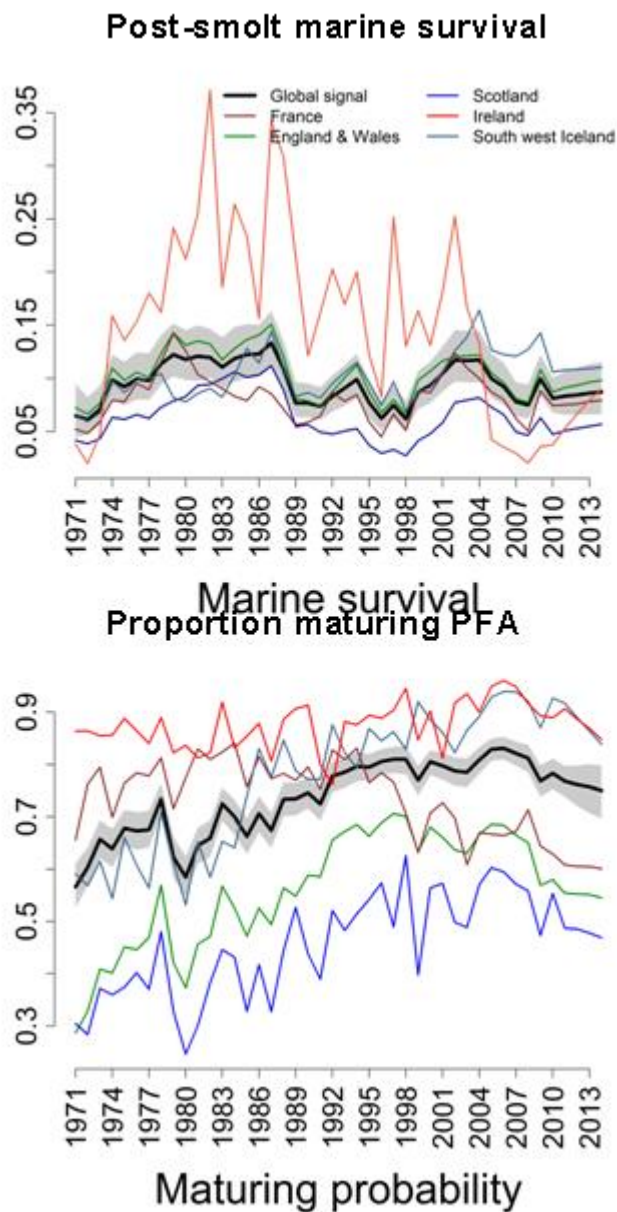 Post-smolt marine survival
Global signal
France
England & Wales
Scotland
Ireland
South west Iceland
0.35
0.25
0.15
0.05
1971 1974 1977 1980 1983 1986 1989 1992 1995 1998 2001 2004 2007 2010 2013
Marine survival
Proportion maturing PFA
0.9
0.7
0.5
0.3
1971 1974 1977 1980 1983 1986 1989 1992 1995 1998 2001 2004 2007 2010 2013
Maturing probability